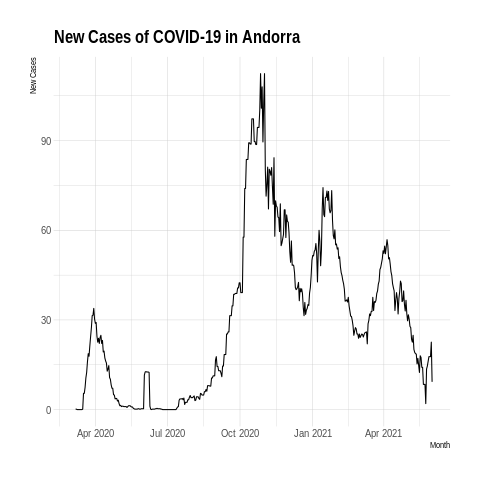 New Cases of COVID-19 in Andorra
New Cases
90
60
30
0
Apr 2020 Jul 2020 Oct 2020 Jan 2021 Apr 2021
Month